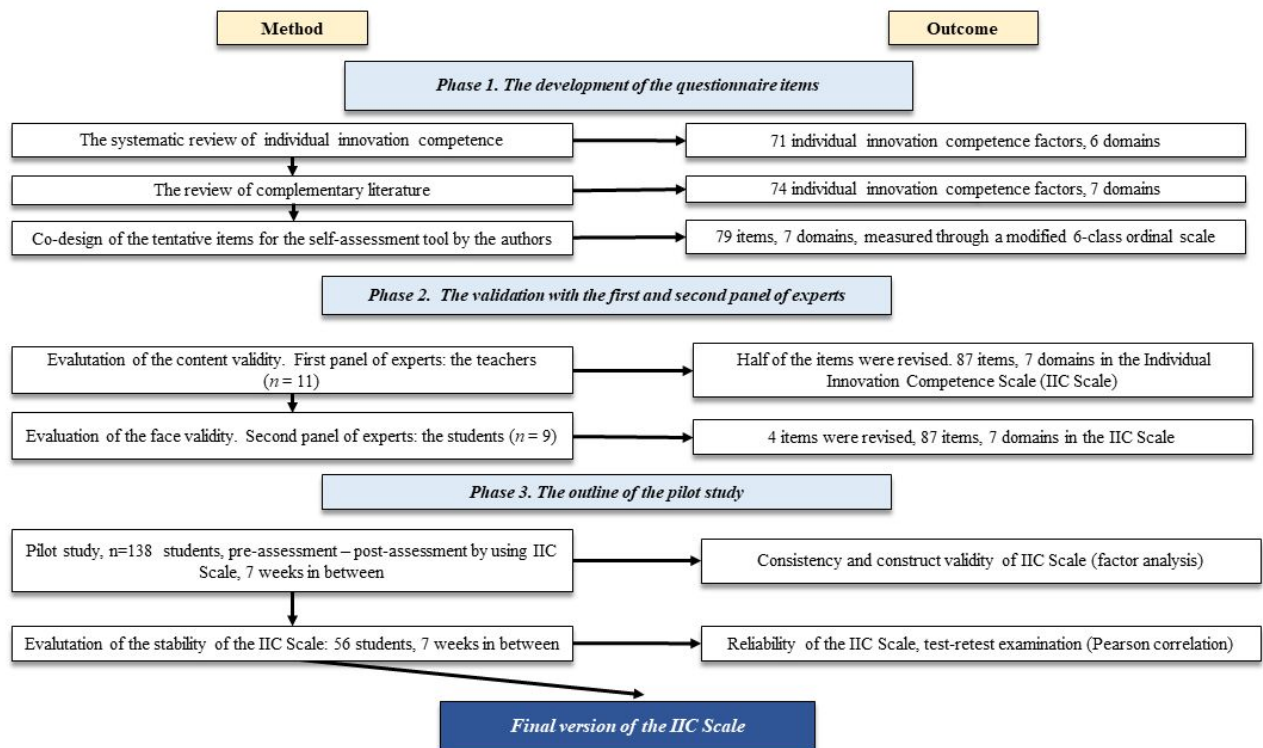 Method
Outcome
Phase 1. The development of the questionnaire items
The systematic review of individual innovation competence
71 individual innovation competence factors, 6 domains
The review of complementary literature
74 individual innovation competence factors, 7 domains
Co-design of the tentative items for the self-assessment tool by the authors
79 items, 7 domains, measured through a modified 6-class ordinal scale
Phase 2. The validation with the first and second panel of experts
Evalutation of the content validity. First panel of experts: the teachers
(n = 11)
Half of the items were revised. 87 items, 7 domains in the Individual
Innovation Competence Scale (IIC Scale)
Evaluation of the face validity. Second panel of experts: the students (n = 9)
4 items were revised, 87 items, 7 domains in the IIC Scale
Phase 3. The outline of the pilot study
Pilot study, n=138 students, pre-assessment – post-assessment by using IIC
Scale, 7 weeks in between
Consistency and construct validity of IIC Scale (factor analysis)
Evalutation of the stability of the IIC Scale: 56 students, 7 weeks in between
Reliability of the IIC Scale, test-retest examination (Pearson correlation)
Final version of the IIC Scale